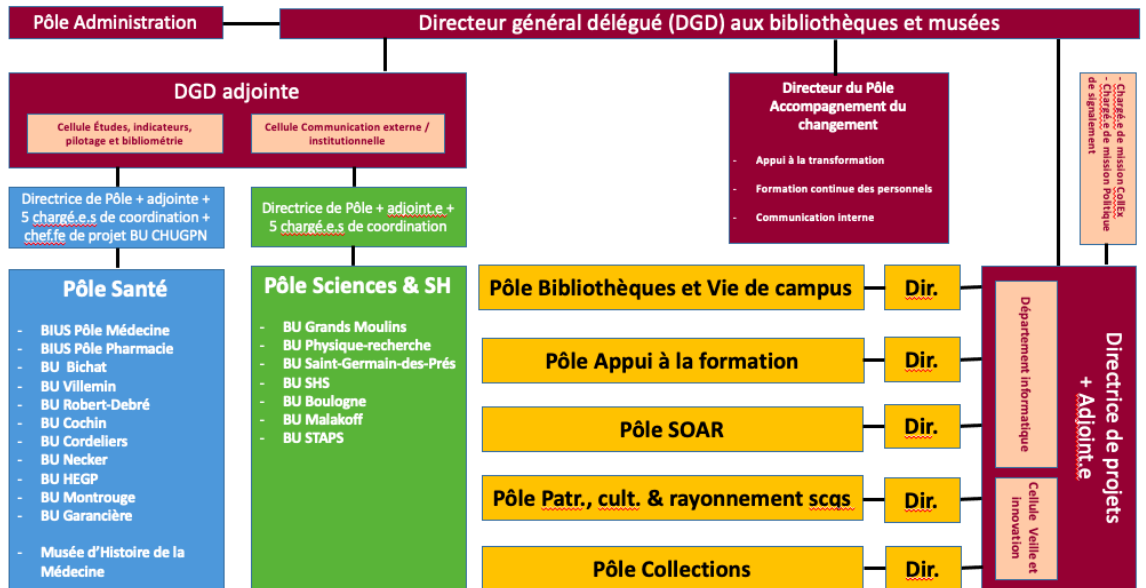 Pôle Administration
Directeur général délégué (DGD) aux bibliothèques et musées
DGD adjointe
Cellule Études, indicateurs,
pilotage et bibliométrie
Cellule Communication externe /
institutionnelle
Directeur du Pôle
Accompagnement du
changement
- Appui à la transformation
- Formation continue des personnels
- Communication interne
- Chargé.e de mission CollEx
- Chargé.e de mission Politique
de signalement
Directrice de Pôle + adjointe +
5 chargé.e.s de coordination +
chef.fe de projet BU CHUGPN
Directrice de Pôle + adjoint.e +
5 chargé.e.s de coordination
Pôle Santé
- BIUS Pôle Médecine
- BIUS Pôle Pharmacie
- BU Bichat
- BU Villemin
- BU Robert-Debré
- BU Cochin
- BU Cordeliers
- BU Necker
- BU HEGP
- BU Montrouge
- BU Garancière
- Musée d'Histoire de la
Médecine
Pôle Sciences & SH
- BU Grands Moulins
- BU Physique-recherche
- BU Saint-Germain-des-Prés
- BU SHS
- BU Boulogne
- BU Malakoff
- BU STAPS
Pôle Bibliothèques et Vie de campus
Dir.
Pôle Appui à la formation
Dir.
Pôle SOAR
Dir.
Pôle Patr., cult. & rayonnement scqs
Dir.
Pôle Collections
Dir.
Département informatique
Cellule Veille et
innovation
Directrice de projets
+ Adjoint.e